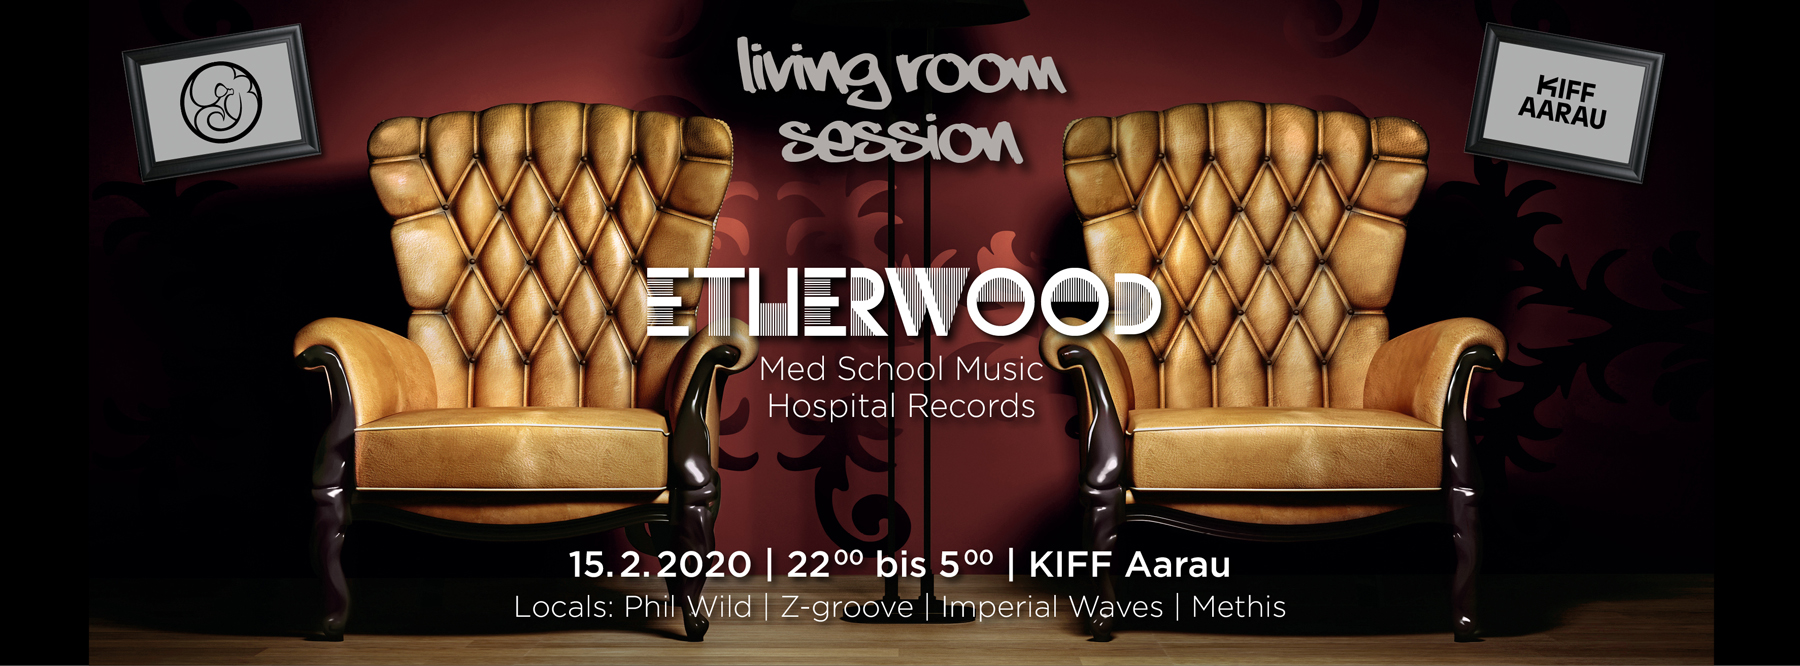 living room
session
KIFF
AARAU
ETHERWOOD
Med School Music
Hospital Records
15.2.2020 | 22⁰⁰ bis 5⁰⁰ | KIFF Aarau
Locals: Phil Wild | Z-groove | Imperial Waves | Methis